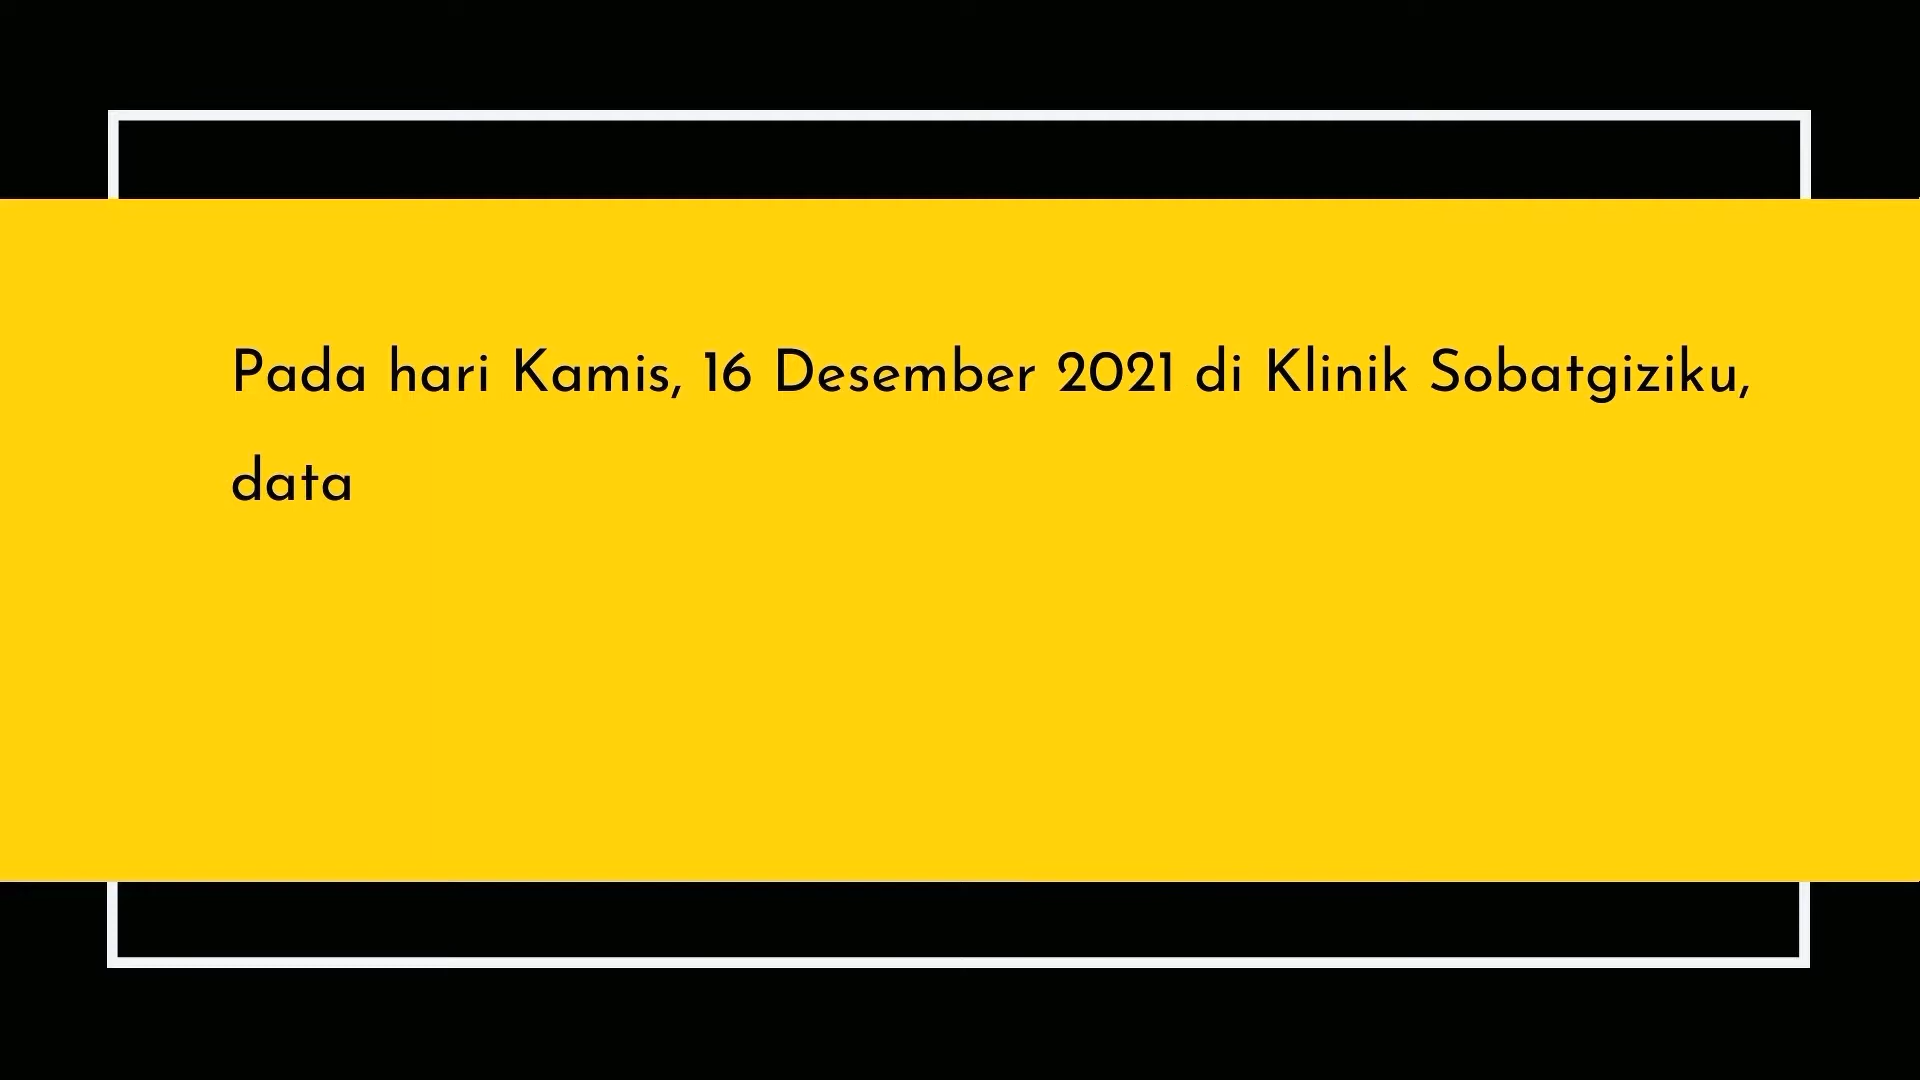 Pada hari Kamis, 16 Desember 2021 di Klinik Sobatgiziku,
data